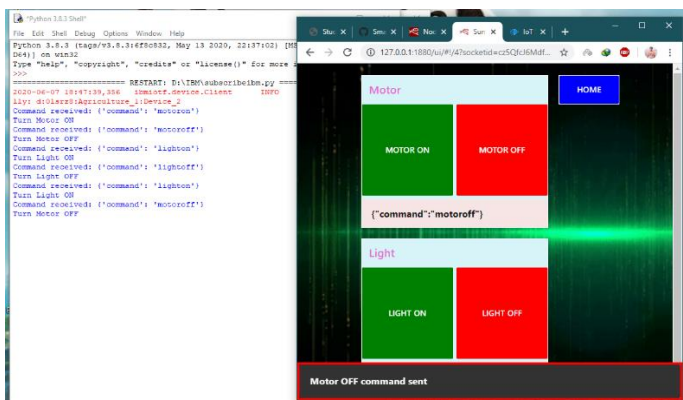 *Python 3.8.3 Shell*
File Edit Shell Debug Options Window Help
Python 3.8.3 (tags/v3.8.3:6f8c832, May 13 2020, 22:37:02) [MS
D64)] on win32
Type "help", "copyright", "credits" or "license()" for more i
>>>
RESTART: D:\IBM\subscribeibm.py
2020-06-07 18:47:39,356 ibmiotf.device.Client INFO
Command received: {'command': 'motoron'}
Turn Motor ON
Command received: {'command': 'motoroff'}
Turn Motor OFF
Command received: {'command': 'lighton'}
Turn Light ON
Command received: {'command': 'lightoff'}
Turn Light OFF
Command received: {'command': 'lighton'}
Turn Light ON
Command received: {'command': 'motoroff'}
Turn Motor OFF
Stu: Sma Noc Sun IoT
127.0.0.1:1880/ui/#!/4?socketid=
Motor
HOME
MOTOR ON MOTOR OFF
{"command":"motoroff"}
Light
LIGHT ON LIGHT OFF
Motor OFF command sent